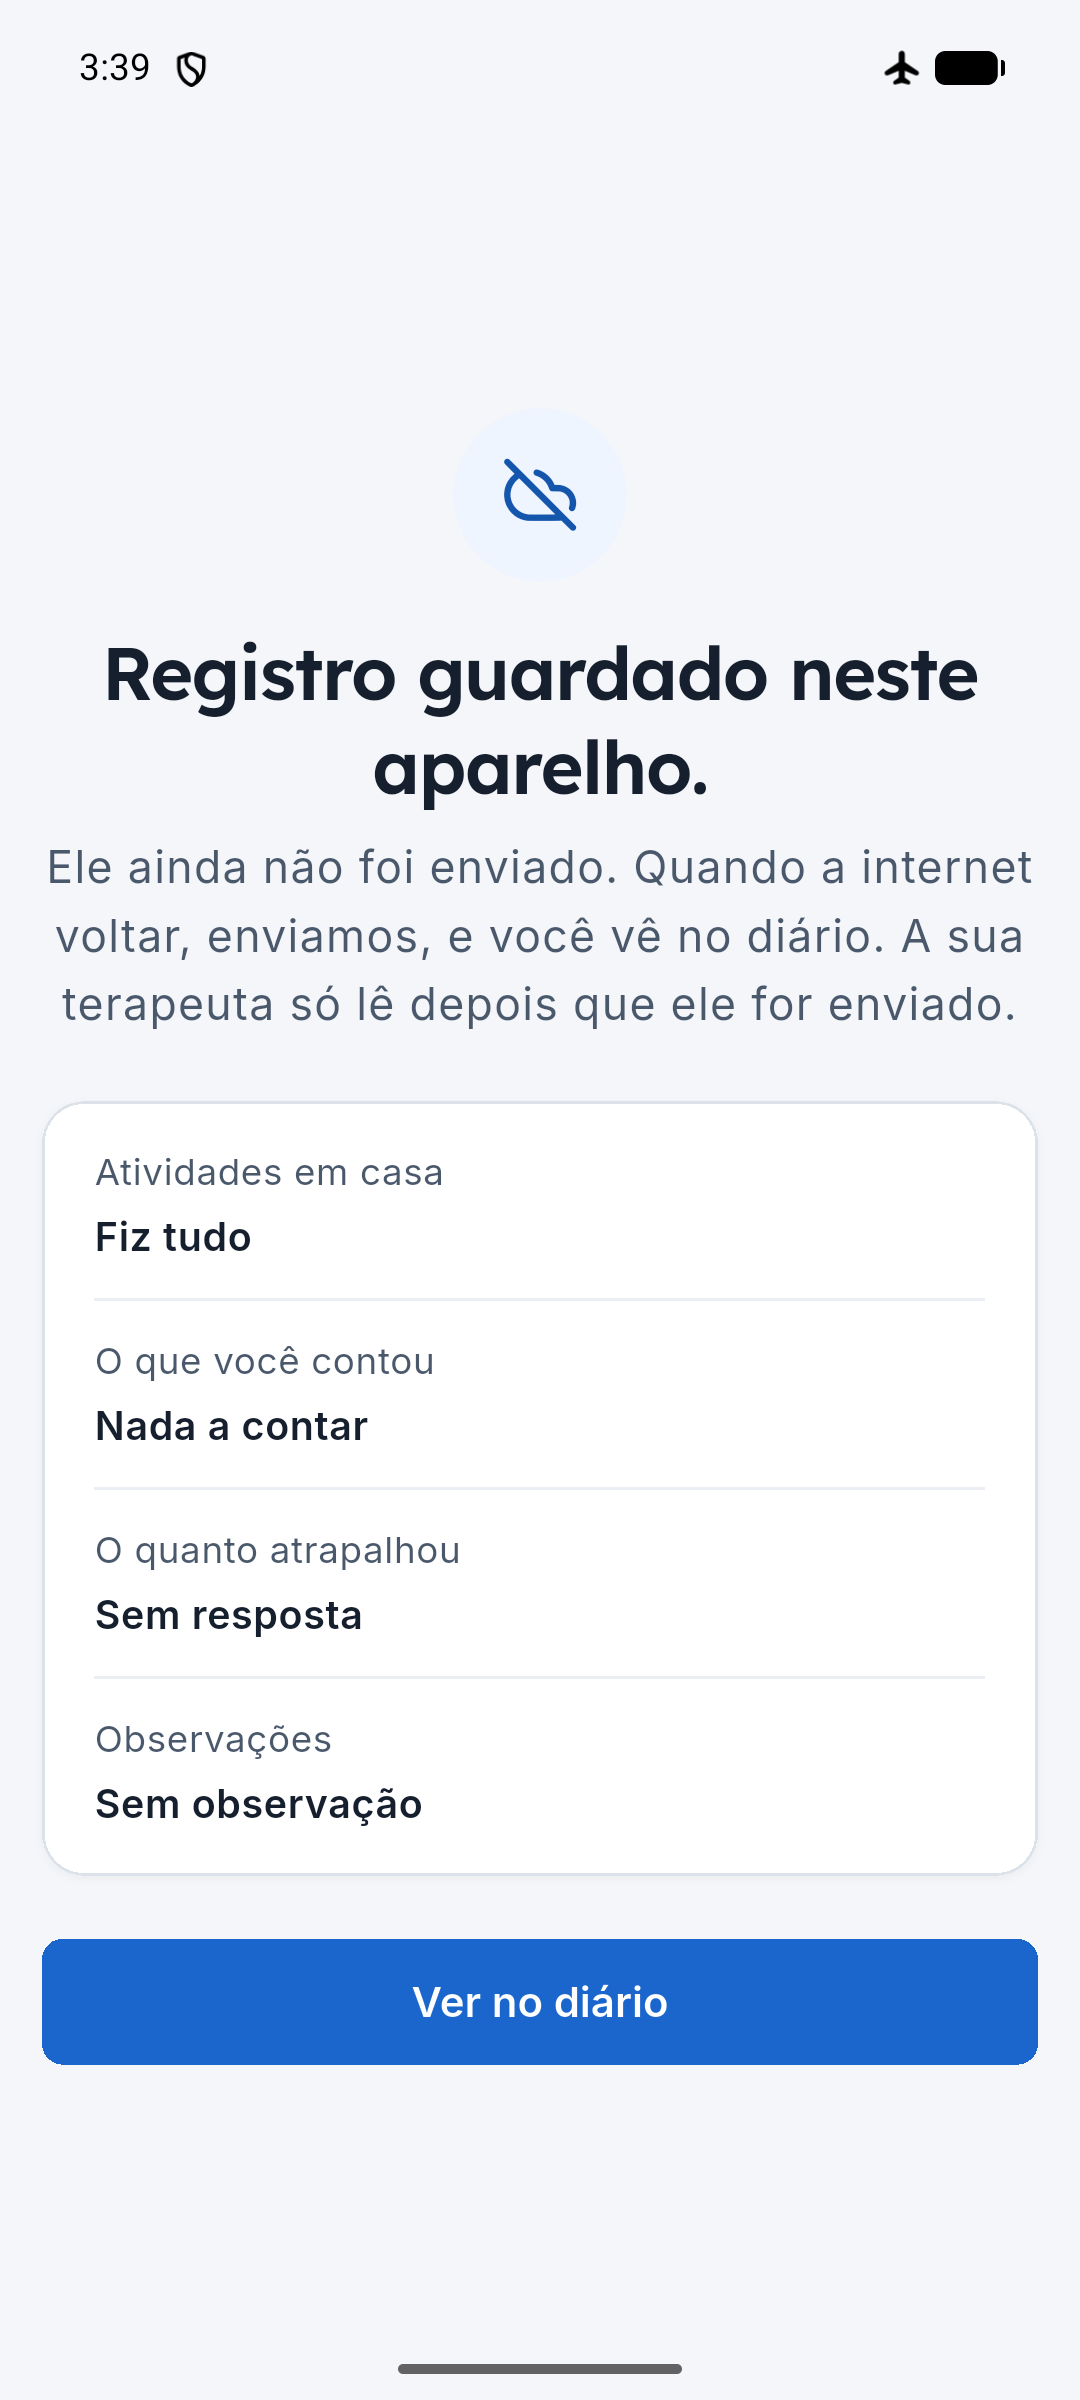 3:39
Registro guardado neste
aparelho.
Ele ainda não foi enviado. Quando a internet
voltar, enviamos, e você vê no diário. A sua
terapeuta só lê depois que ele for enviado.
Atividades em casa
Fiz tudo
O que você contou
Nada a contar
O quanto atrapalhou
Sem resposta
Observações
Sem observação
Ver no diário